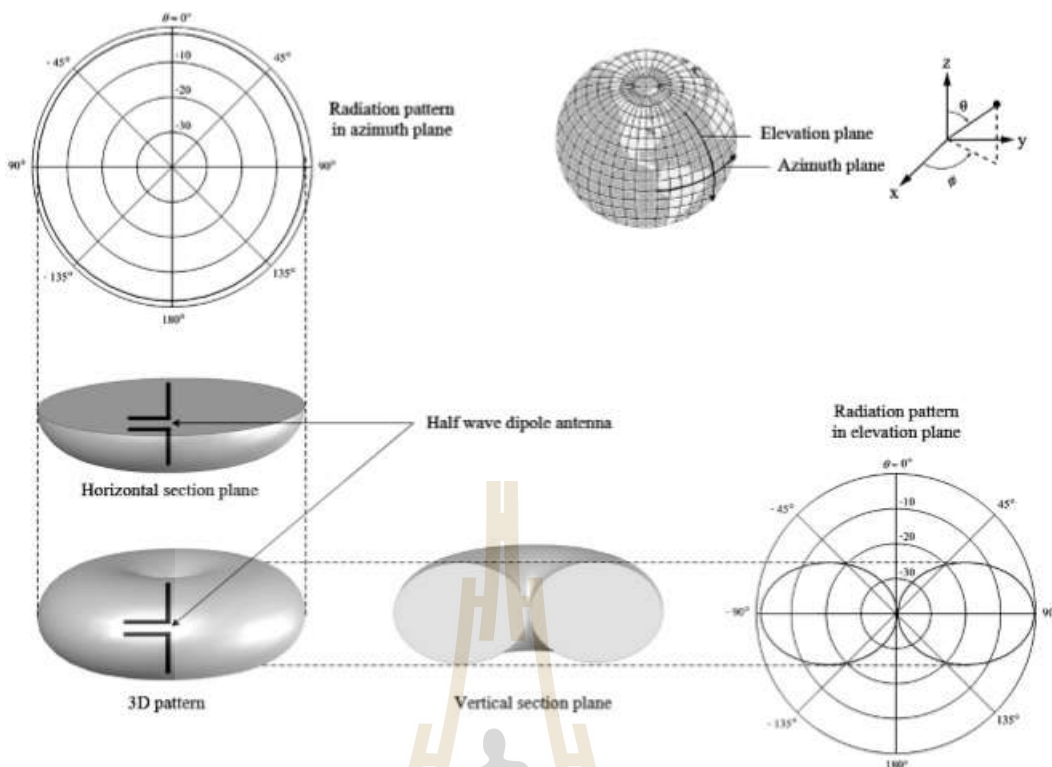 θ = 0°
- 45°
45°
-10
-20
-30
90°
90°
- 135°
135°
180°
Radiation pattern
in azimuth plane
Elevation plane
Azimuth plane
z
θ
y
x
ø
Half wave dipole antenna
Horizontal section plane
3D pattern
Vertical section plane
Radiation pattern
in elevation plane
θ = 0°
- 45°
45°
-10
-20
-30
- 90°
90
- 135°
135°
180°